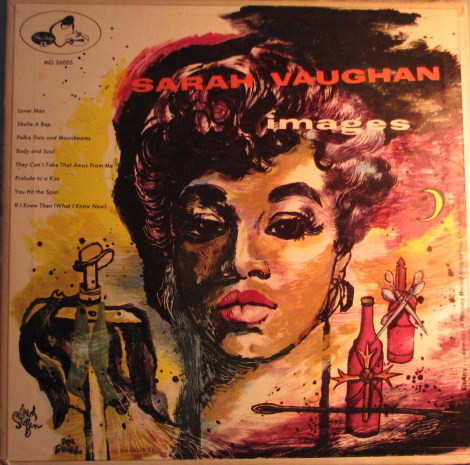 MG 26005
SARAH VAUGHAN
images
Lover Man
Shulie A Bop
Polka Dots and Moonbeams
Body and Soul
They Can't Take That Away From Me
Prelude to a Kiss
You Hit the Spot
If I Knew Then (What I Know Now)